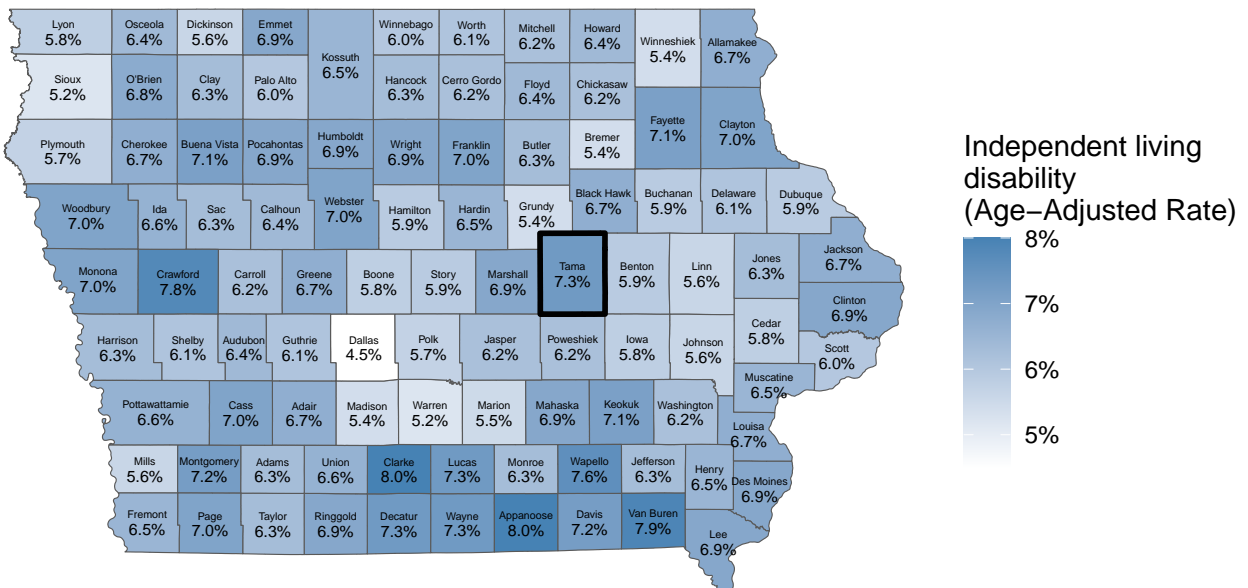 Lyon
5.8%
Osceola
6.4%
Dickinson
5.6%
Emmet
6.9%
Kossuth
6.5%
Winnebago
6.0%
Worth
6.1%
Mitchell
6.2%
Howard
6.4%
Winneshiek
5.4%
Allamakee
6.7%
Sioux
5.2%
O'Brien
6.8%
Clay
6.3%
Palo Alto
6.0%
Hancock
6.3%
Cerro Gordo
6.2%
Floyd
6.4%
Chickasaw
6.2%
Fayette
7.1%
Clayton
7.0%
Plymouth
5.7%
Cherokee
6.7%
Buena Vista
7.1%
Pocahontas
6.9%
Humboldt
6.9%
Wright
6.9%
Franklin
7.0%
Butler
6.3%
Bremer
5.4%
Woodbury
7.0%
Ida
6.6%
Sac
6.3%
Calhoun
6.4%
Webster
7.0%
Hamilton
5.9%
Hardin
6.5%
Grundy
5.4%
Black Hawk
6.7%
Buchanan
5.9%
Delaware
6.1%
Dubuque
5.9%
Monona
7.0%
Crawford
7.8%
Carroll
6.2%
Greene
6.7%
Boone
5.8%
Story
5.9%
Marshall
6.9%
Tama
7.3%
Benton
5.9%
Linn
5.6%
Jones
6.3%
Jackson
6.7%
Clinton
6.9%
Harrison
6.3%
Shelby
6.1%
Audubon
6.4%
Guthrie
6.1%
Dallas
4.5%
Polk
5.7%
Jasper
6.2%
Poweshiek
6.2%
Iowa
5.8%
Johnson
5.6%
Cedar
5.8%
Scott
6.0%
Muscatine
6.5%
Pottawattamie
6.6%
Cass
7.0%
Adair
6.7%
Madison
5.4%
Warren
5.2%
Marion
5.5%
Mahaska
6.9%
Keokuk
7.1%
Washington
6.2%
Louisa
6.7%
Mills
5.6%
Montgomery
7.2%
Adams
6.3%
Union
6.6%
Clarke
8.0%
Lucas
7.3%
Monroe
6.3%
Wapello
7.6%
Jefferson
6.3%
Henry
6.5%
Des Moines
6.9%
Fremont
6.5%
Page
7.0%
Taylor
6.3%
Ringgold
6.9%
Decatur
7.3%
Wayne
7.3%
Appanoose
8.0%
Davis
7.2%
Van Buren
7.9%
Lee
6.9%
Independent living
disability
(Age−Adjusted Rate)
8%
7%
6%
5%